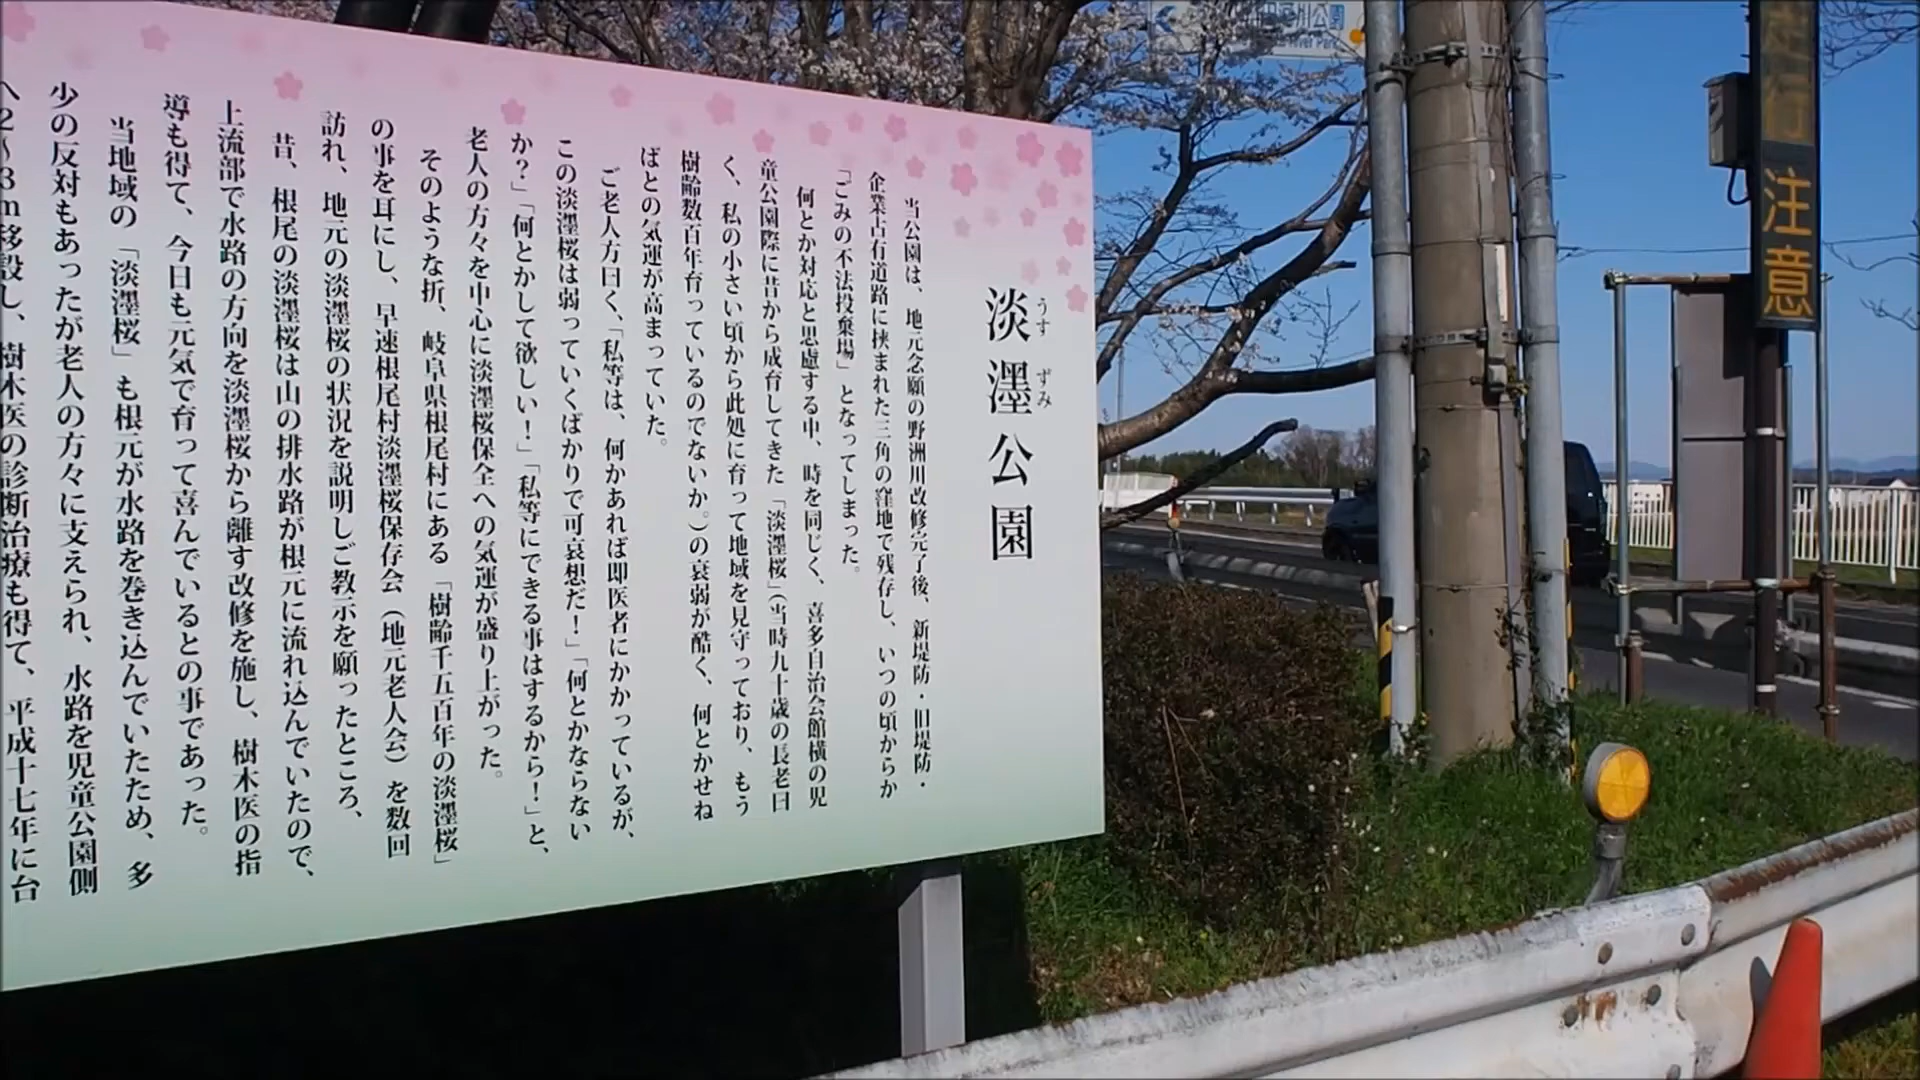 淡墨公園
うす ずみ
当公園は、地元念願の野洲川改修完了後、新堤防・旧堤防・
企業占有道路に挟まれた三角の窪地で残存し、いつの頃からか
「ごみの不法投棄場」となってしまった。
何とか対応と思慮する中、時を同じく、喜多自治会館横の児
童公園際に昔から成育してきた「淡墨桜」(当時九十歳の長老曰
く、私の小さい頃から此処に育って地域を見守っており、もう
樹齢数百年育っているのでないか。)の衰弱が酷く、何とかせね
ばとの気運が高まっていた。
ご老人方曰く、「私等は、何かあれば即医者にかかっているが、
この淡墨桜は弱っていくばかりで可哀想だ!」「何とかならない
か?」「何とかして欲しい!」「私等にできる事はするから!」と、
老人の方々を中心に淡墨桜保全への気運が盛り上がった。
そのような折、岐阜県根尾村にある「樹齢千五百年の淡墨桜」
の事を耳にし、早速根尾村淡墨桜保存会(地元老人会)を数回
訪れ、地元の淡墨桜の状況を説明しご教示を願ったところ、
昔、根尾の淡墨桜は山の排水路が根元に流れ込んでいたので、
上流部で水路の方向を淡墨桜から離す改修を施し、樹木医の指
導も得て、今日も元気で育って喜んでいるとの事であった。
当地域の「淡墨桜」も根元が水路を巻き込んでいたため、多
少の反対もあったが老人の方々に支えられ、水路を児童公園側
へ2〜3m移設し、樹木医の診断治療も得て、平成十七年に台
川公園
River Park
走行
注意